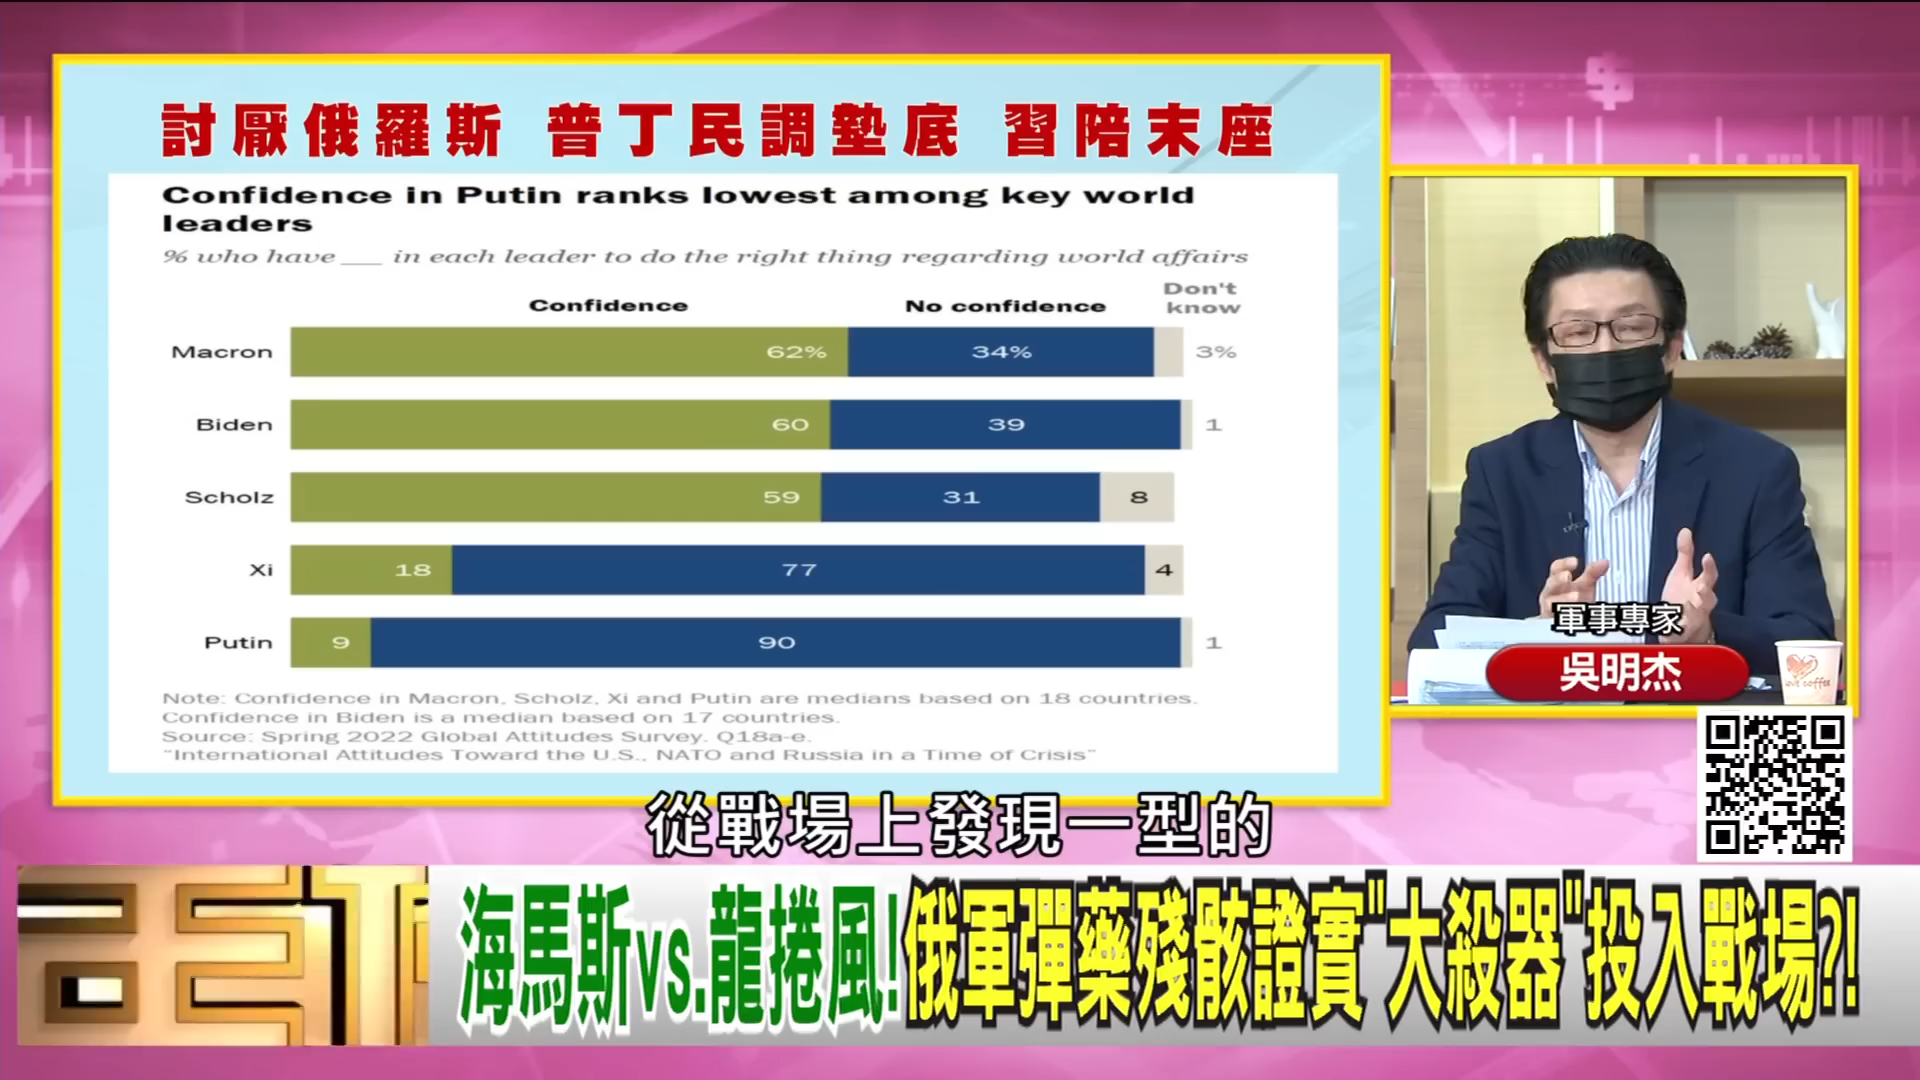 討厭俄羅斯 普丁民調墊底 習陪末座
Confidence in Putin ranks lowest among key world
leaders
% who have ___ in each leader to do the right thing regarding world affairs
Confidence No confidence Don't know
Macron 62% 34% 3%
Biden 60 39 1
Scholz 59 31 8
Xi 18 77 4
Putin 9 90 1
Note: Confidence in Macron, Scholz, Xi and Putin are medians based on 18 countries.
Confidence in Biden is a median based on 17 countries.
Source: Spring 2022 Global Attitudes Survey. Q18a-e.
“International Attitudes Toward the U.S., NATO and Russia in a Time of Crisis”
軍事專家
吳明杰
從戰場上發現一型的
海馬斯vs.龍捲風!俄軍彈藥殘骸證實"大殺器"投入戰場?!